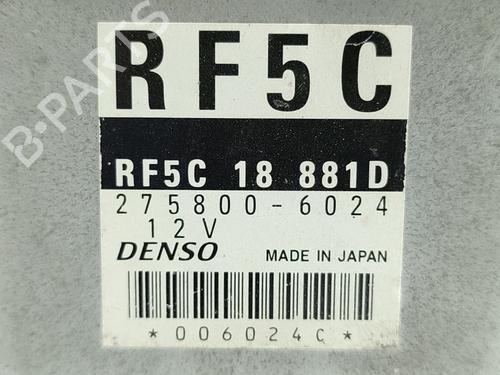 RF5C
RF5C 18 881D
275800-6024
12V
DENSO MADE IN JAPAN
*006024C*
B-PARTS